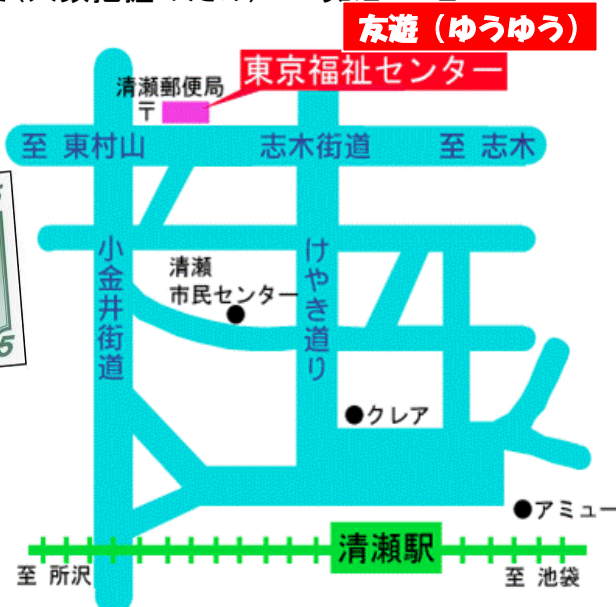 友遊（ゆうゆう）
東京福祉センター
清瀬郵便局
〒
至 東村山
志木街道
至 志木
小金井街道
けやき道り
清瀬
市民センター
●クレア
●アミュー
清瀬駅
至 所沢
至 池袋
5